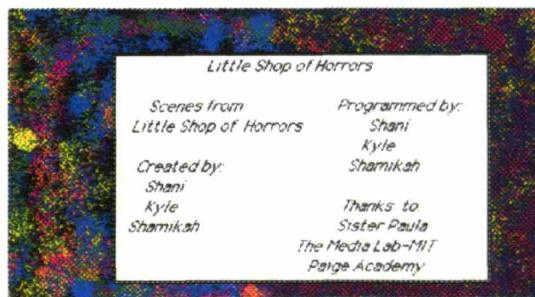 Little Shop of Horrors
Scenes from:
Little Shop of Horrors
Created by:
Shani
Kyle
Shamikah
Programmed by:
Shani
Kyle
Shamikah
Thanks to:
Sister Paula
The Media Lab-MIT
Paige Academy